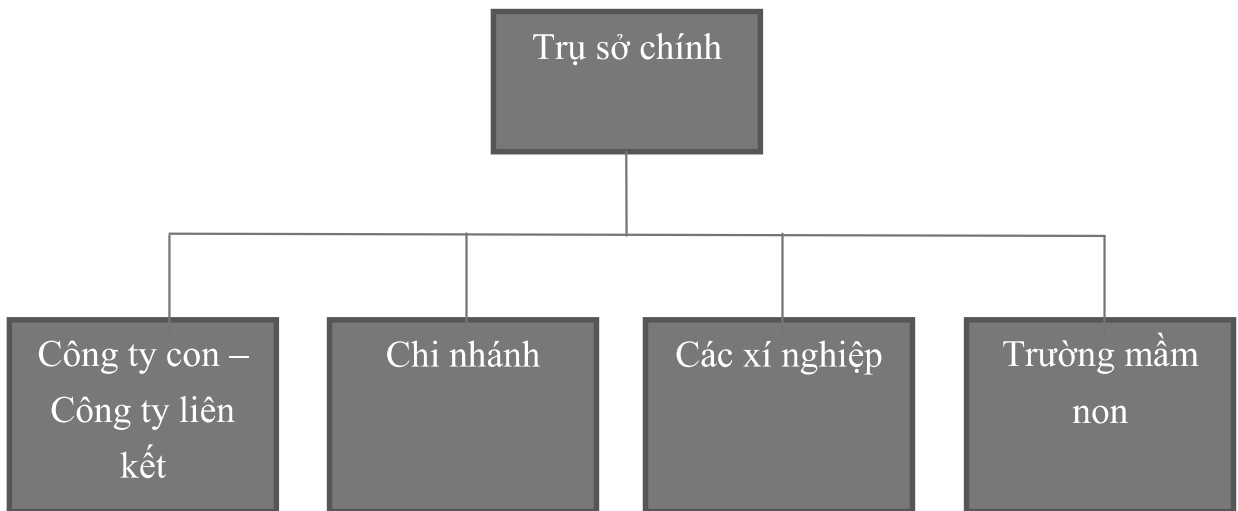 Trụ sở chính
Công ty con –
Công ty liên
kết
Chi nhánh
Các xí nghiệp
Trường mầm
non